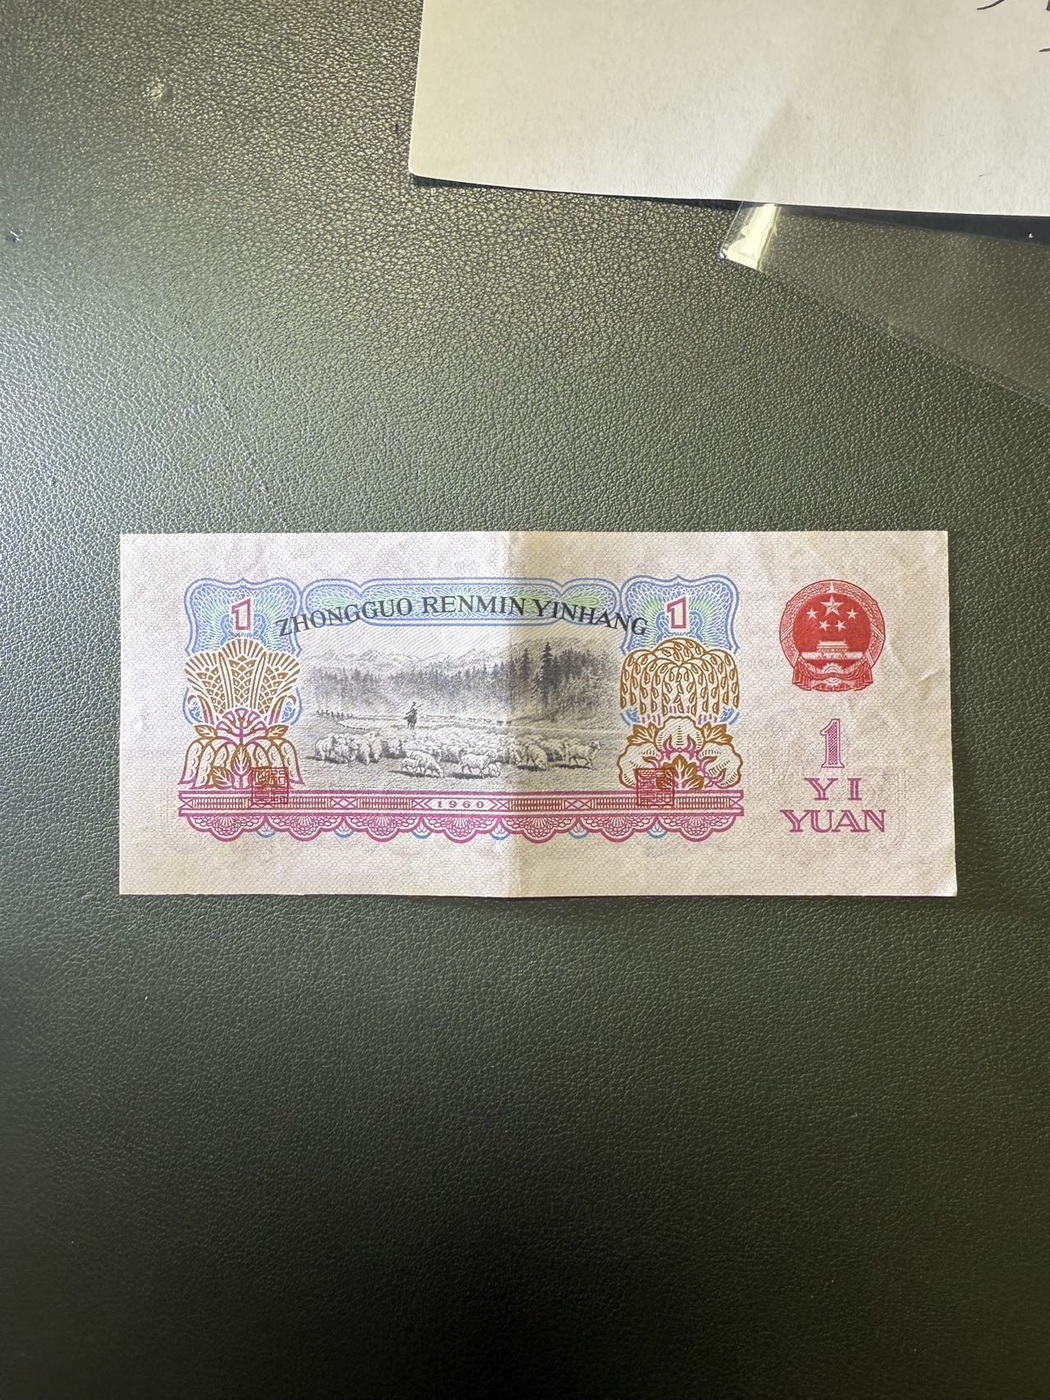 1
1
ZHONGGUO RENMIN YINHANG
1960
1
YI
YUAN